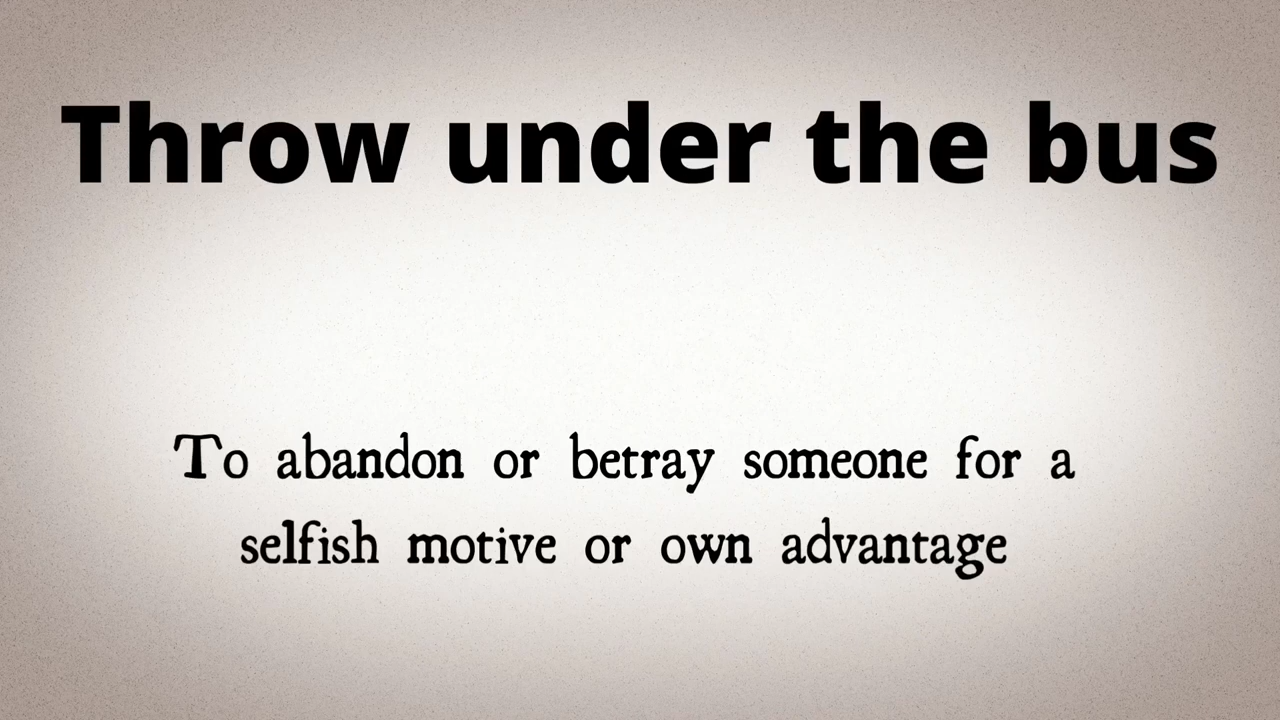 Throw under the bus
To abandon or betray someone for a
selfish motive or own advantage